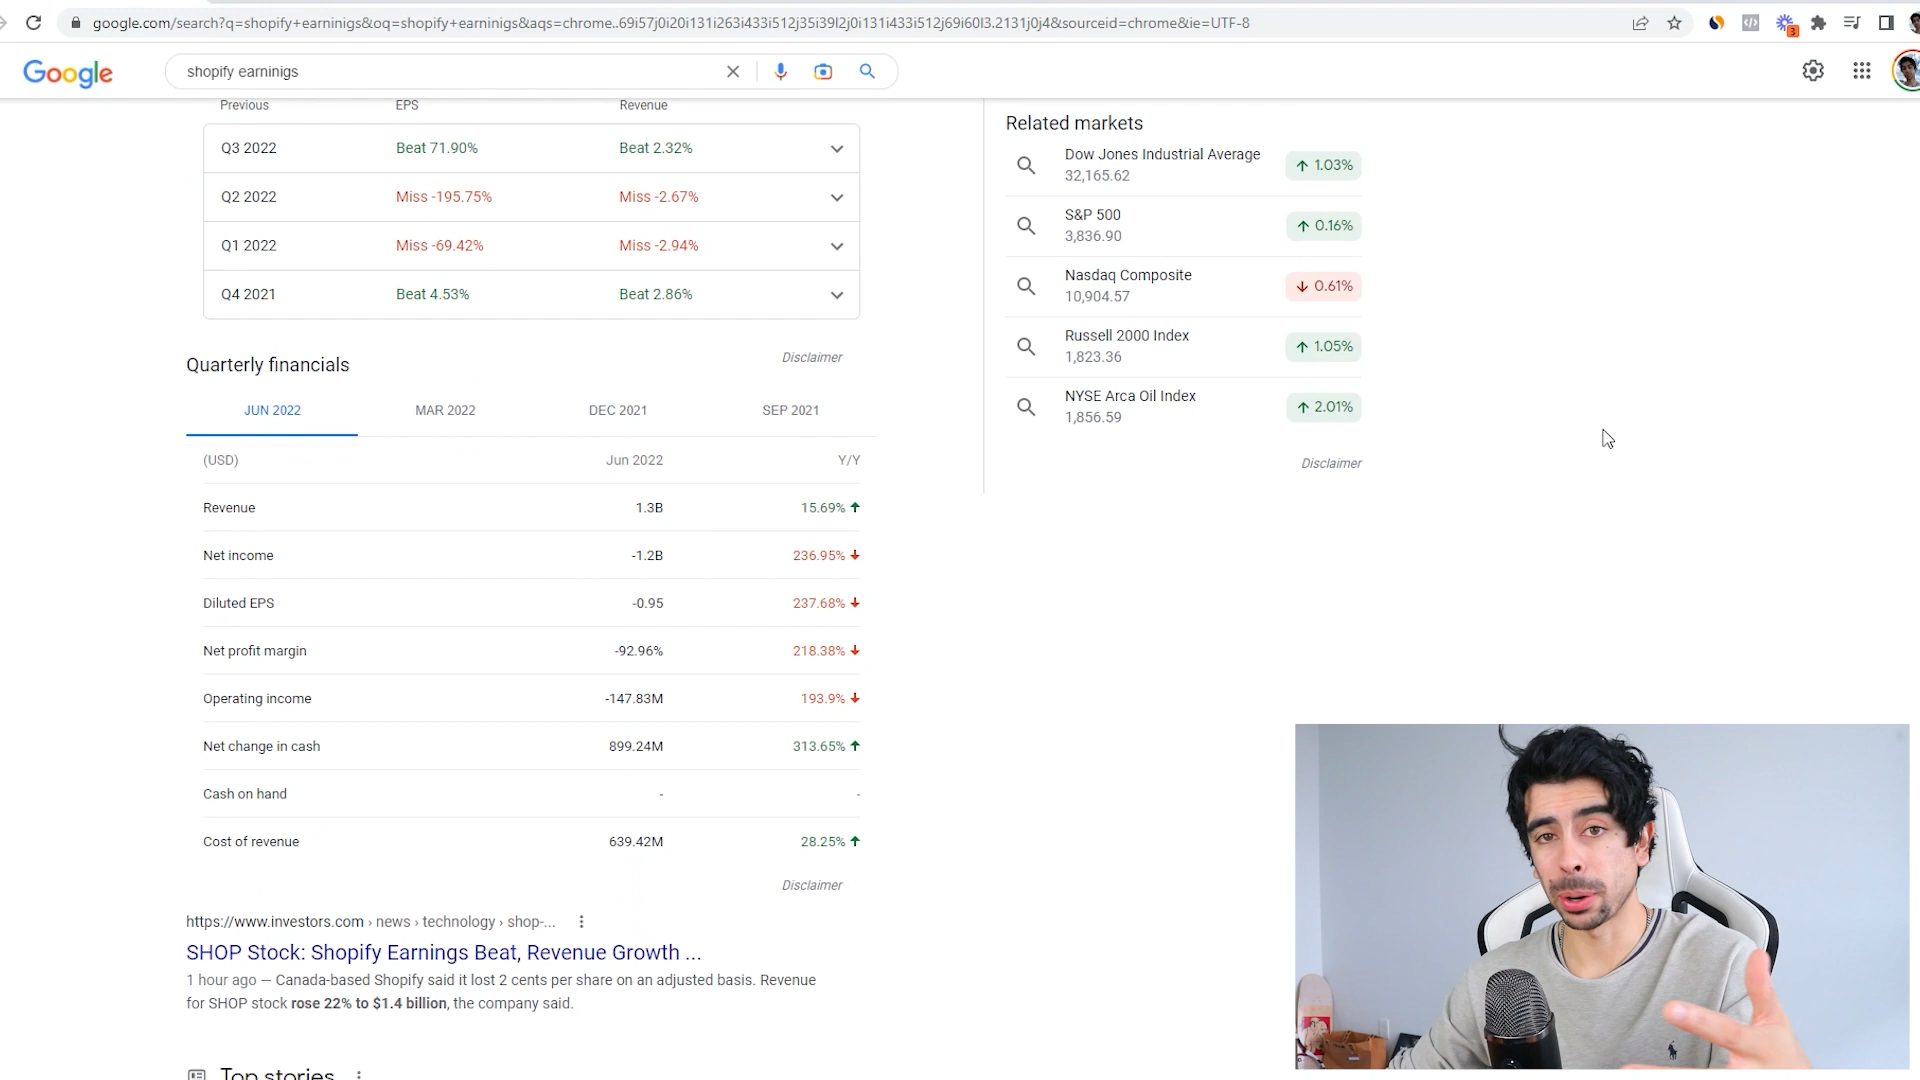 google.com/search?q=shopify+earninigs&oq=shopify+earninigs&aqs=chrome..69i57j0i20i131i263i433i512j35i39l2j0i131i433i512j69i60l3.2131j0j4&sourceid=chrome&ie=UTF-8
3
Google
shopify earninigs
Previous EPS Revenue
Q3 2022 Beat 71.90% Beat 2.32%
Q2 2022 Miss -195.75% Miss -2.67%
Q1 2022 Miss -69.42% Miss -2.94%
Q4 2021 Beat 4.53% Beat 2.86%
Disclaimer
Quarterly financials
JUN 2022 MAR 2022 DEC 2021 SEP 2021
(USD) Jun 2022 Y/Y
Revenue 1.3B 15.69%
Net income -1.2B 236.95%
Diluted EPS -0.95 237.68%
Net profit margin -92.96% 218.38%
Operating income -147.83M 193.9%
Net change in cash 899.24M 313.65%
Cash on hand - -
Cost of revenue 639.42M 28.25%
Disclaimer
https://www.investors.com › news › technology › shop-...
SHOP Stock: Shopify Earnings Beat, Revenue Growth ...
1 hour ago — Canada-based Shopify said it lost 2 cents per share on an adjusted basis. Revenue
for SHOP stock rose 22% to $1.4 billion, the company said.
Top stories
Related markets
Dow Jones Industrial Average
32,165.62 1.03%
S&P 500
3,836.90 0.16%
Nasdaq Composite
10,904.57 0.61%
Russell 2000 Index
1,823.36 1.05%
NYSE Arca Oil Index
1,856.59 2.01%
Disclaimer